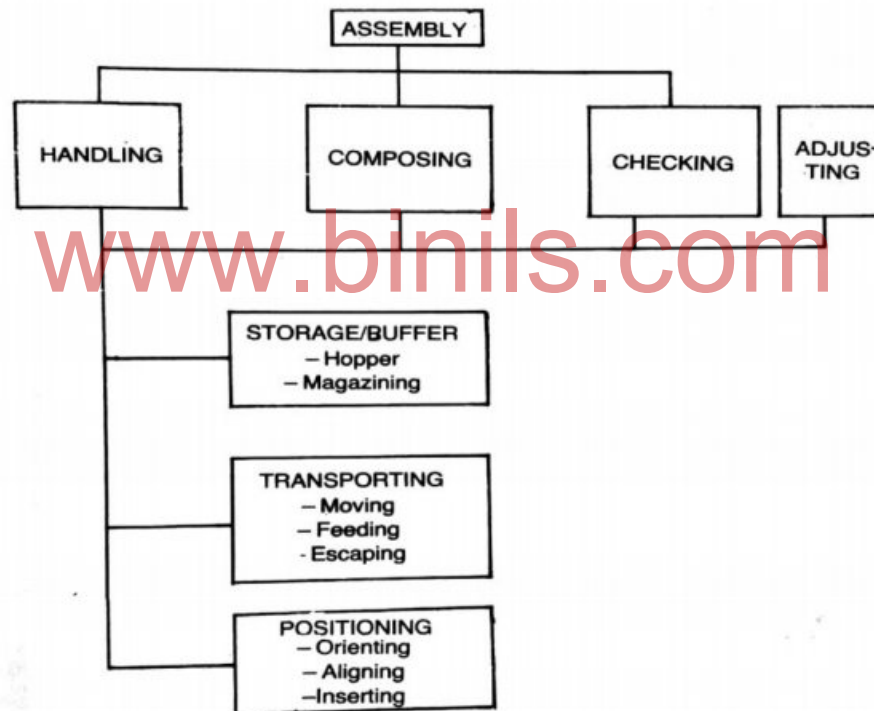 ASSEMBLY
HANDLING
COMPOSING
CHECKING
ADJUS-
TING
www.binils.com
STORAGE/BUFFER
– Hopper
– Magazining
TRANSPORTING
– Moving
– Feeding
- Escaping
POSITIONING
– Orienting
– Aligning
–Inserting